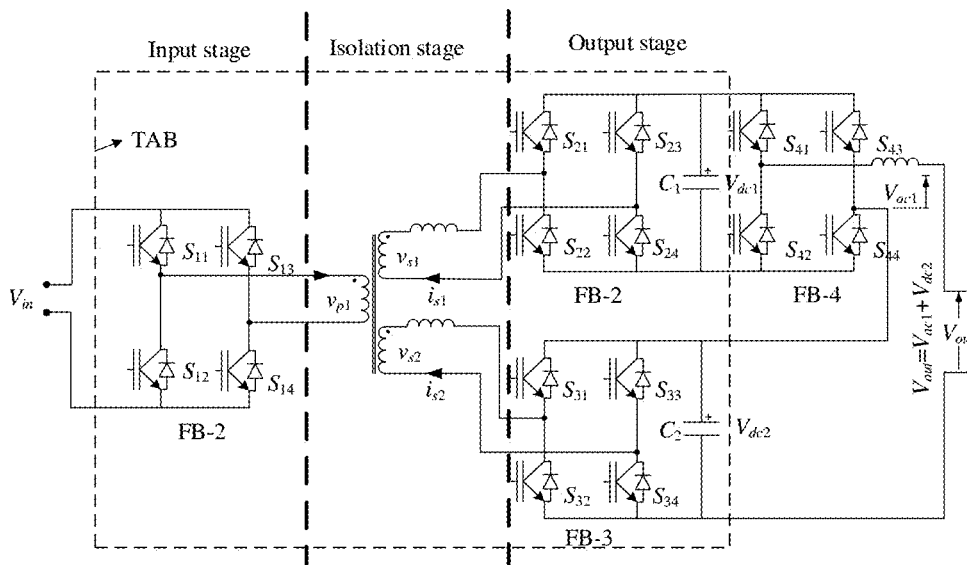 Input stage
Isolation stage
Output stage
TAB
S21
S23
S41
S43
C1
Vdc1
Vac1
S11
S13
S22
S24
S42
S44
vs1
FB-2
FB-4
Vin
vp1
is1
vs2
S12
S14
S31
S33
is2
C2
Vdc2
Vout=Vac1+Vdc2
Vou
FB-2
S32
S34
FB-3